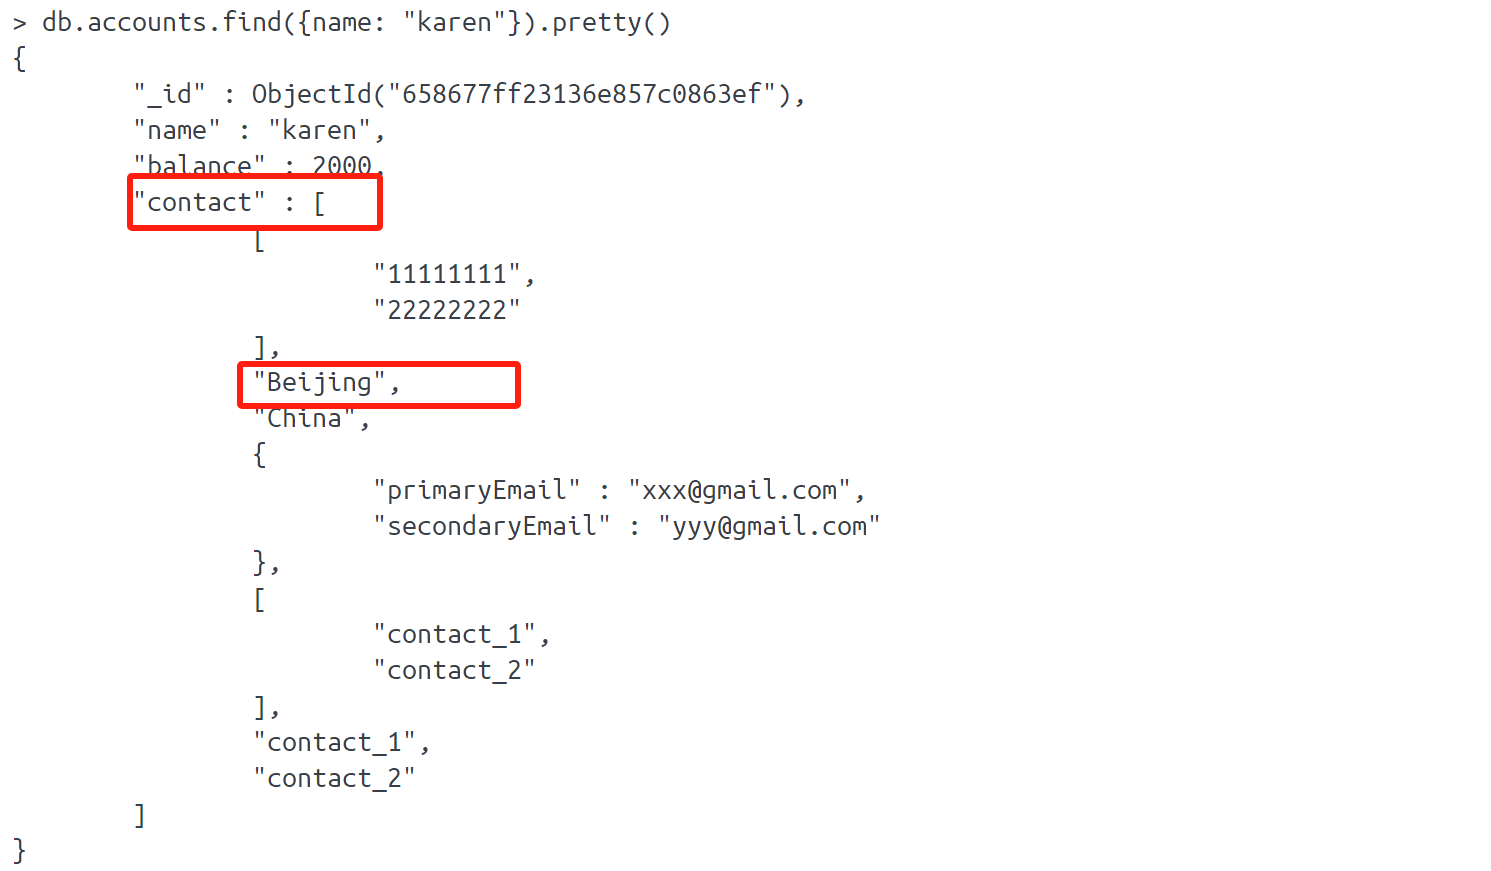 > db.accounts.find({name: "karen"}).pretty()
{
"_id" : ObjectId("658677ff23136e857c0863ef"),
"name" : "karen",
"balance" : 2000,
"contact" : [
[
"11111111",
"22222222"
],
"Beijing",
"China",
{
"primaryEmail" : "xxx@gmail.com",
"secondaryEmail" : "yyy@gmail.com"
},
[
"contact_1",
"contact_2"
],
"contact_1",
"contact_2"
]
}